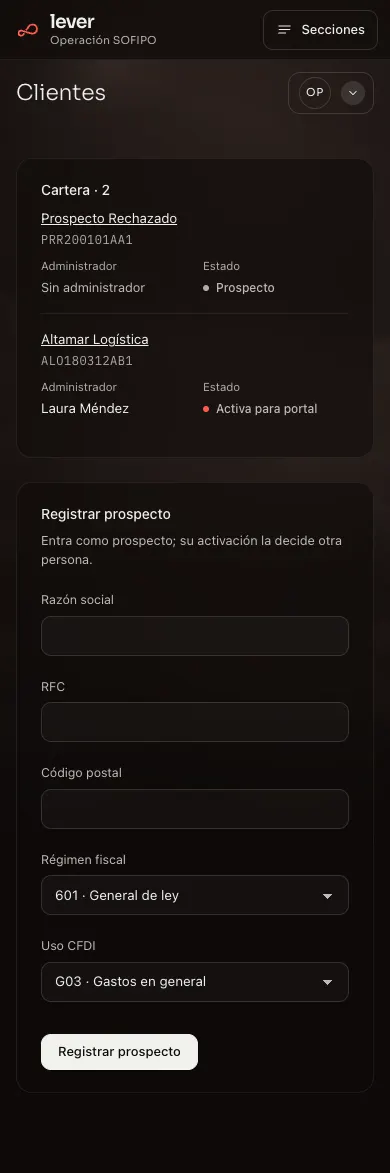 lever
Operación SOFIPO
Secciones
Clientes
OP
Cartera · 2
Prospecto Rechazado
PRR200101AA1
Administrador
Estado
Sin administrador
Prospecto
Altamar Logística
ALO180312AB1
Administrador
Estado
Laura Méndez
Activa para portal
Registrar prospecto
Entra como prospecto; su activación la decide otra
persona.
Razón social
RFC
Código postal
Régimen fiscal
601 · General de ley
Uso CFDI
G03 · Gastos en general
Registrar prospecto